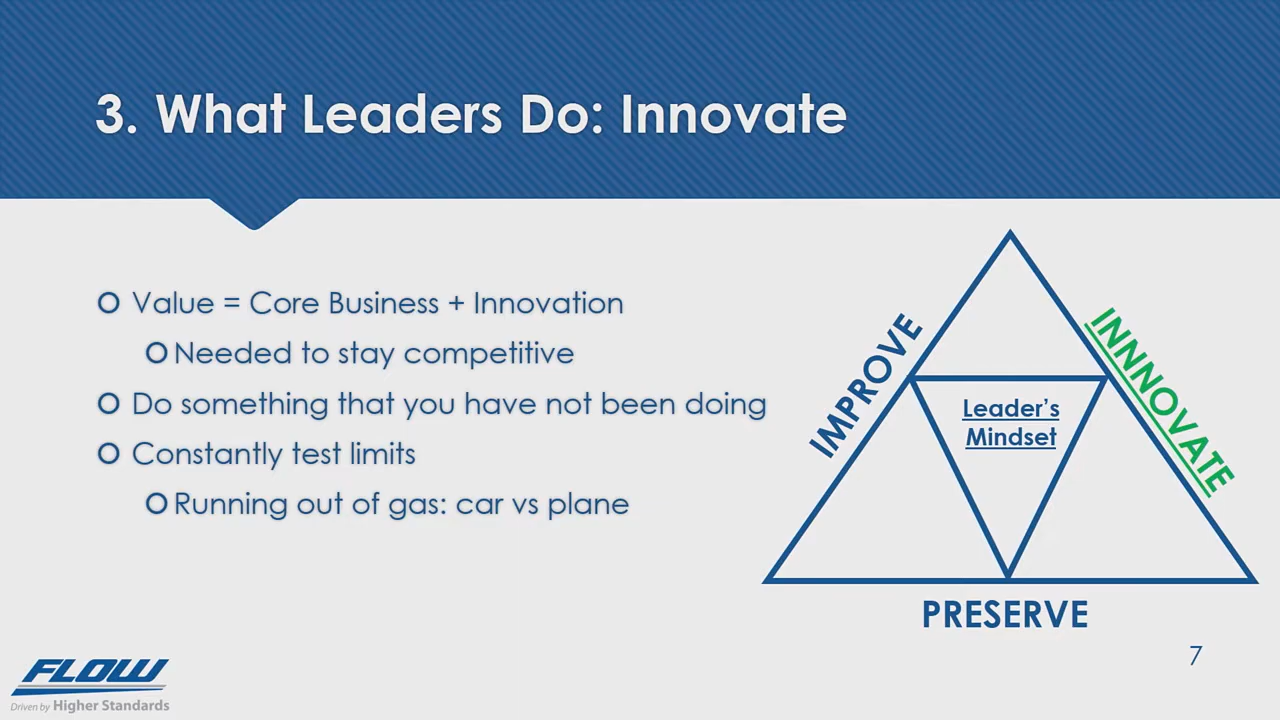 3. What Leaders Do: Innovate
Value = Core Business + Innovation
Needed to stay competitive
Do something that you have not been doing
Constantly test limits
Running out of gas: car vs plane
IMPROVE
INNNOVATE
Leader’s
Mindset
PRESERVE
7
FLOW
Driven by Higher Standards